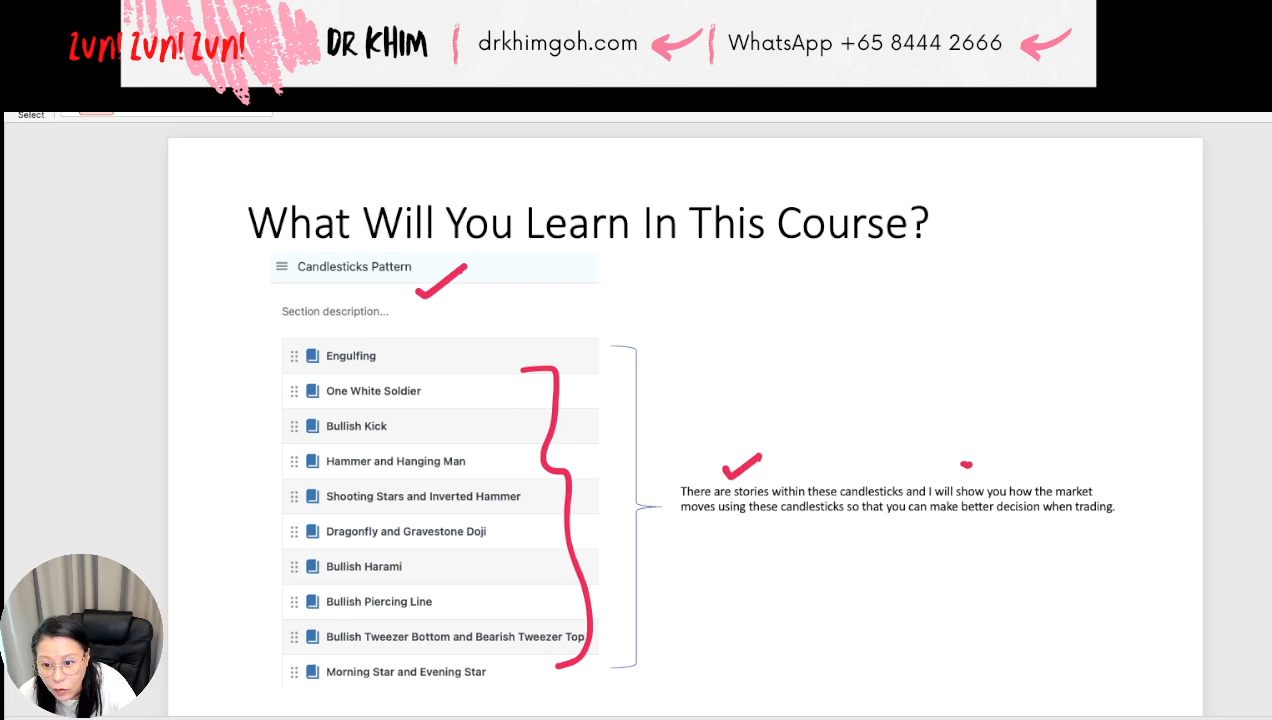 Zun! Zun! Zun! DR KHIM drkhimgoh.com WhatsApp +65 8444 2666
Select
What Will You Learn In This Course?
Candlesticks Pattern
Section description...
Engulfing
One White Soldier
Bullish Kick
Hammer and Hanging Man
Shooting Stars and Inverted Hammer
Dragonfly and Gravestone Doji
Bullish Harami
Bullish Piercing Line
Bullish Tweezer Bottom and Bearish Tweezer Top
Morning Star and Evening Star
There are stories within these candlesticks and I will show you how the market
moves using these candlesticks so that you can make better decision when trading.